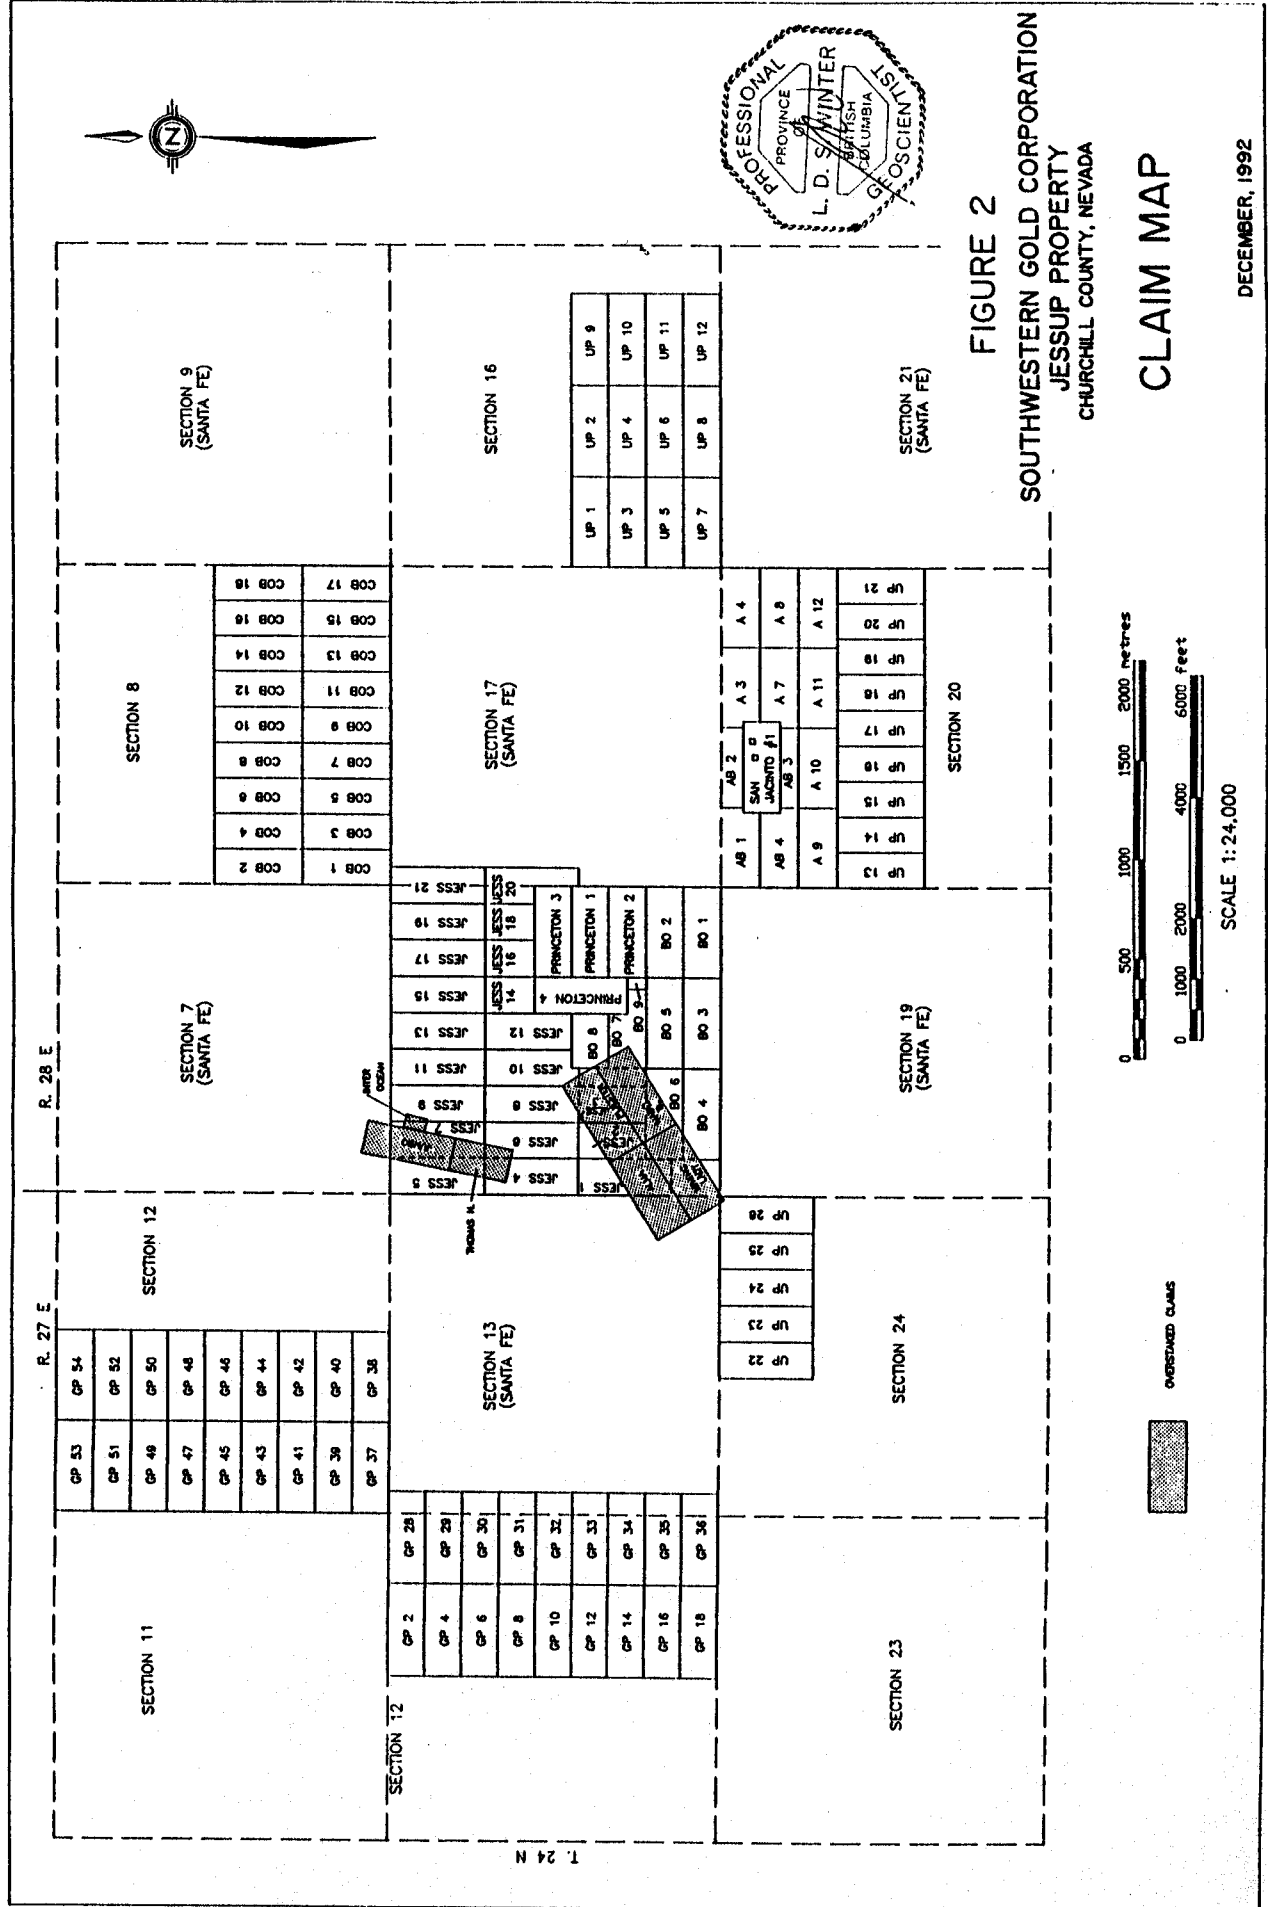 N
PROFESSIONAL
PROVINCE
OF
L. D. S. WINTER
BRITISH
COLUMBIA
GEOSCIENTIST
FIGURE 2
SOUTHWESTERN GOLD CORPORATION
JESSUP PROPERTY
CHURCHILL COUNTY, NEVADA
CLAIM MAP
DECEMBER, 1992
R. 27 E
R. 28 E
T. 24 N
SECTION 11
SECTION 12
SECTION 7
(SANTA FE)
SECTION 8
SECTION 9
(SANTA FE)
GP 53
GP 54
GP 51
GP 52
GP 49
GP 50
GP 47
GP 48
GP 45
GP 46
GP 43
GP 44
GP 41
GP 42
GP 39
GP 40
GP 37
GP 38
COB 2
COB 4
COB 6
COB 8
COB 10
COB 12
COB 14
COB 16
COB 18
COB 1
COB 3
COB 5
COB 7
COB 9
COB 11
COB 13
COB 15
COB 17
SECTION 12
SECTION 13
(SANTA FE)
SECTION 17
(SANTA FE)
SECTION 16
GP 2
GP 28
GP 4
GP 29
GP 6
GP 30
GP 8
GP 31
GP 10
GP 32
GP 12
GP 33
GP 14
GP 34
GP 16
GP 35
GP 18
GP 36
INTER
OCEAN
THOMAS H.
JESS 5
JESS 7
JESS 9
JESS 11
JESS 13
JESS 15
JESS 17
JESS 19
JESS 21
JESS 4
JESS 6
JESS 8
JESS 10
JESS 12
JESS 14
JESS 16
JESS 18
JESS 20
JESS 1
PRINCETON 3
PRINCETON 1
PRINCETON 2
PRINCETON 4
BO 8
BO 7
BO 9
BO 6
BO 5
BO 2
BO 4
BO 3
BO 1
UP 1
UP 2
UP 9
UP 3
UP 4
UP 10
UP 5
UP 6
UP 11
UP 7
UP 8
UP 12
SECTION 23
SECTION 24
SECTION 19
(SANTA FE)
SECTION 20
SECTION 21
(SANTA FE)
UP 22
UP 23
UP 24
UP 25
UP 26
AB 1
AB 2
A 3
A 4
SAN
JACINTO #1
AB 4
AB 3
A 7
A 8
A 9
A 10
A 11
A 12
UP 13
UP 14
UP 15
UP 16
UP 17
UP 18
UP 19
UP 20
UP 21
OVERSTAKED CLAIMS
0 500 1000 1500 2000 metres
0 1000 2000 4000 6000 feet
SCALE 1:24,000